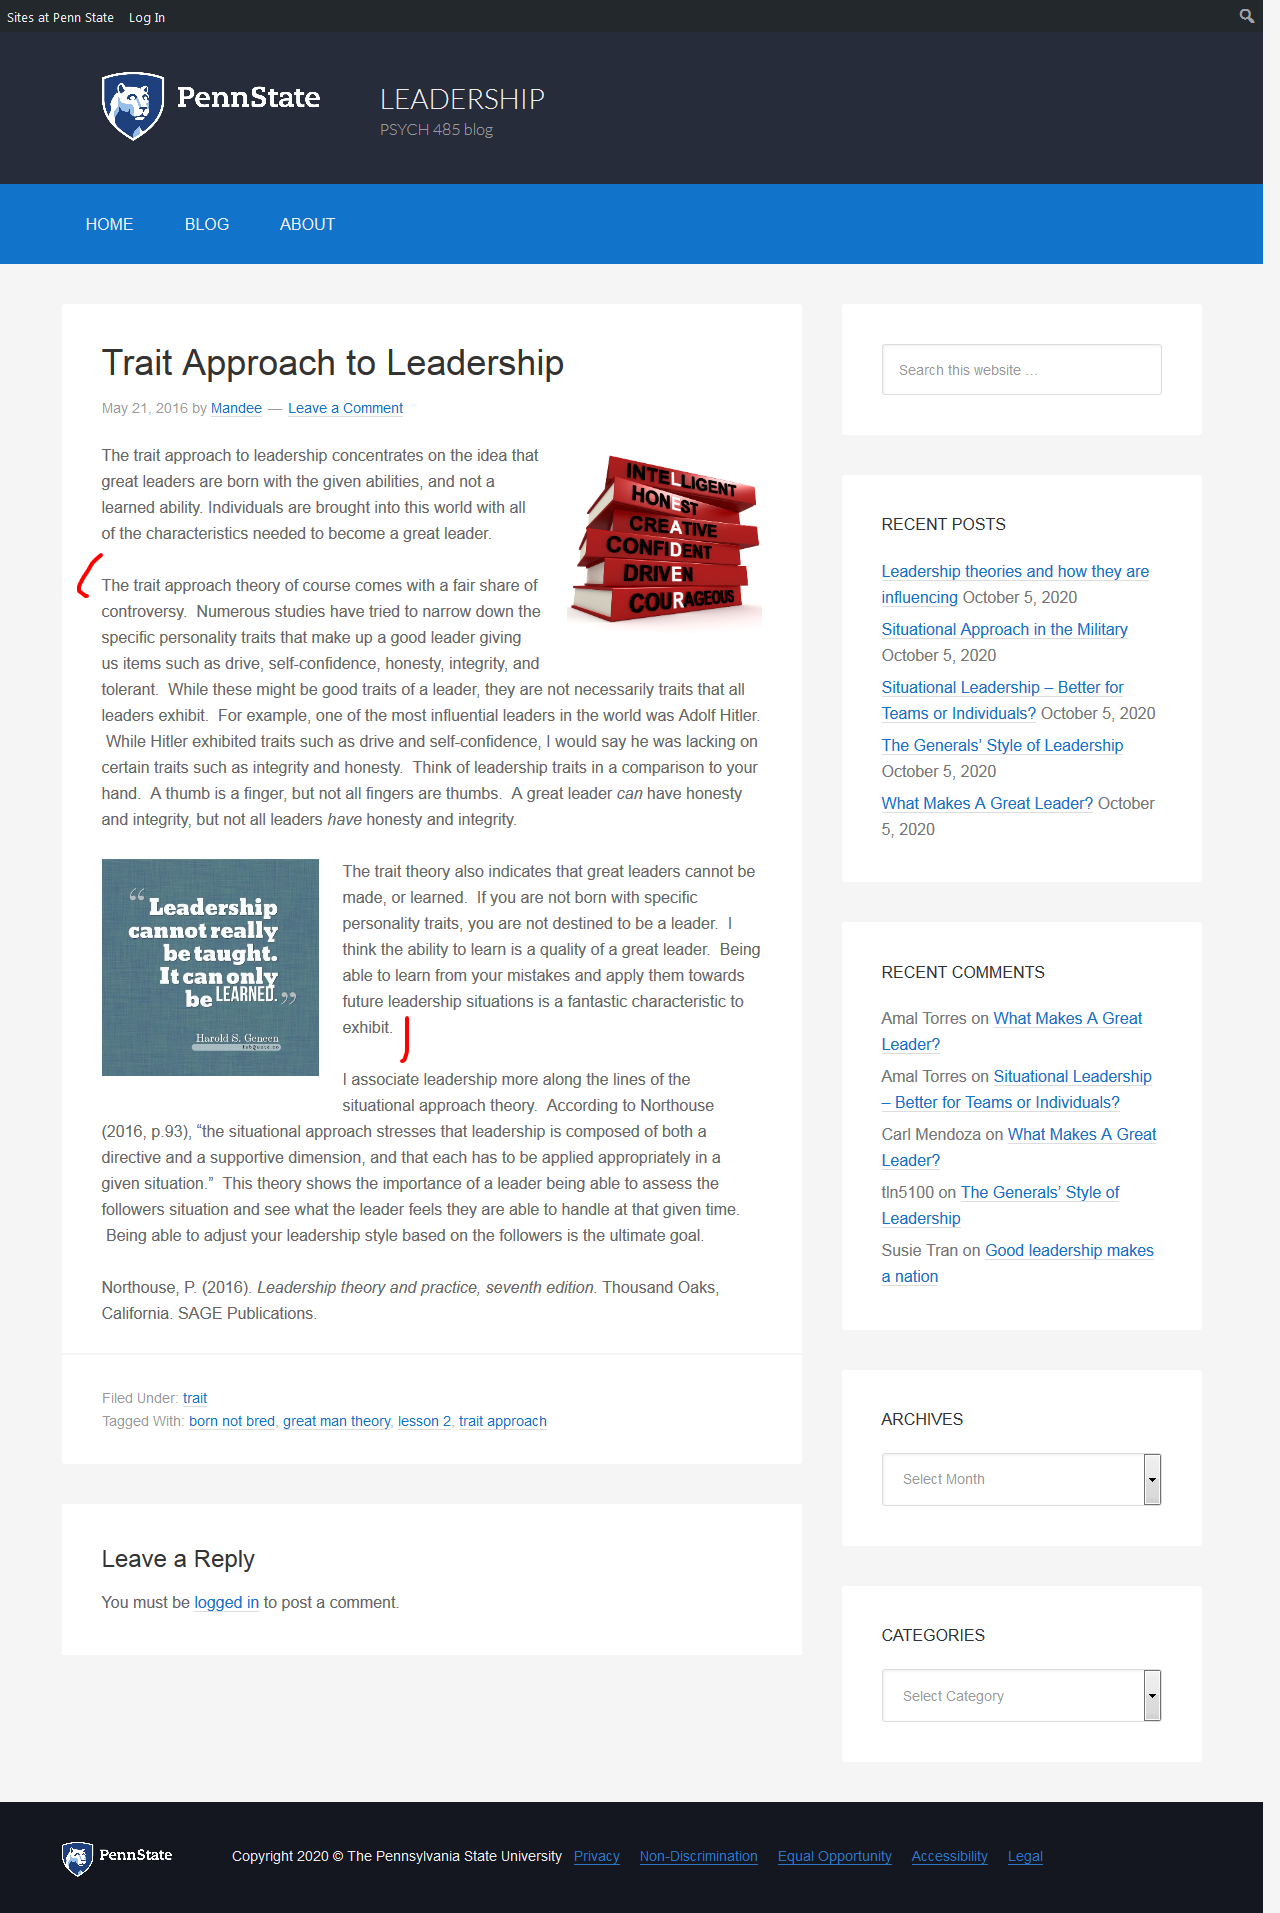 Sites at Penn State Log In
PennState
LEADERSHIP
PSYCH 485 blog
HOME BLOG ABOUT
Trait Approach to Leadership
May 21, 2016 by Mandee — Leave a Comment
The trait approach to leadership concentrates on the idea that
great leaders are born with the given abilities, and not a
learned ability. Individuals are brought into this world with all
of the characteristics needed to become a great leader.
INTELLIGENT
HONEST
CREATIVE
CONFIDENT
DRIVEN
COURAGEOUS
The trait approach theory of course comes with a fair share of
controversy.  Numerous studies have tried to narrow down the
specific personality traits that make up a good leader giving
us items such as drive, self-confidence, honesty, integrity, and
tolerant.  While these might be good traits of a leader, they are not necessarily traits that all
leaders exhibit.  For example, one of the most influential leaders in the world was Adolf Hitler.
While Hitler exhibited traits such as drive and self-confidence, I would say he was lacking on
certain traits such as integrity and honesty.  Think of leadership traits in a comparison to your
hand.  A thumb is a finger, but not all fingers are thumbs.  A great leader can have honesty
and integrity, but not all leaders have honesty and integrity.
“ Leadership
cannot really
be taught.
It can only
be LEARNED. ”
Harold S. Geneen
The trait theory also indicates that great leaders cannot be
made, or learned.  If you are not born with specific
personality traits, you are not destined to be a leader.  I
think the ability to learn is a quality of a great leader.  Being
able to learn from your mistakes and apply them towards
future leadership situations is a fantastic characteristic to
exhibit.
I associate leadership more along the lines of the
situational approach theory.  According to Northouse
(2016, p.93), “the situational approach stresses that leadership is composed of both a
directive and a supportive dimension, and that each has to be applied appropriately in a
given situation.”  This theory shows the importance of a leader being able to assess the
followers situation and see what the leader feels they are able to handle at that given time.
Being able to adjust your leadership style based on the followers is the ultimate goal.
Northouse, P. (2016). Leadership theory and practice, seventh edition. Thousand Oaks,
California. SAGE Publications.
Filed Under: trait
Tagged With: born not bred, great man theory, lesson 2, trait approach
Leave a Reply
You must be logged in to post a comment.
Search this website …
RECENT POSTS
Leadership theories and how they are
influencing October 5, 2020
Situational Approach in the Military
October 5, 2020
Situational Leadership – Better for
Teams or Individuals? October 5, 2020
The Generals’ Style of Leadership
October 5, 2020
What Makes A Great Leader? October
5, 2020
RECENT COMMENTS
Amal Torres on What Makes A Great
Leader?
Amal Torres on Situational Leadership
– Better for Teams or Individuals?
Carl Mendoza on What Makes A Great
Leader?
tln5100 on The Generals’ Style of
Leadership
Susie Tran on Good leadership makes
a nation
ARCHIVES
Select Month
CATEGORIES
Select Category
PennState
Copyright 2020 © The Pennsylvania State University Privacy Non-Discrimination Equal Opportunity Accessibility Legal